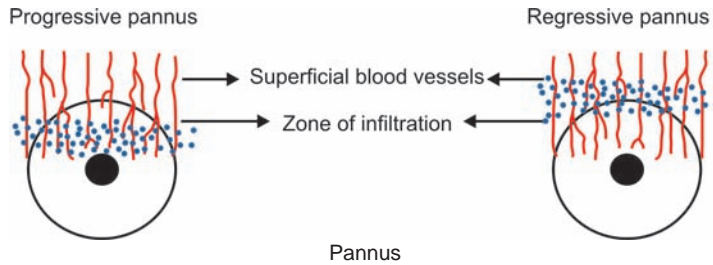 Progressive pannus
Regressive pannus
Superficial blood vessels
Zone of infiltration
Pannus